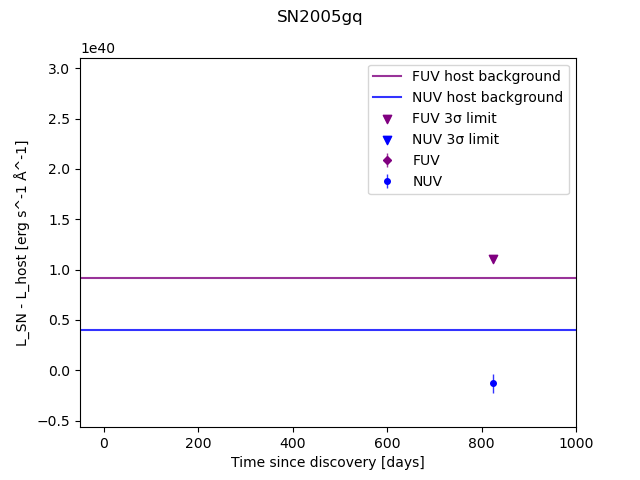 SN2005gq
1e40
3.0
2.5
2.0
1.5
1.0
0.5
0.0
−0.5
L_SN - L_host [erg s^-1 Å^-1]
FUV host background
NUV host background
FUV 3σ limit
NUV 3σ limit
FUV
NUV
0 200 400 600 800 1000
Time since discovery [days]